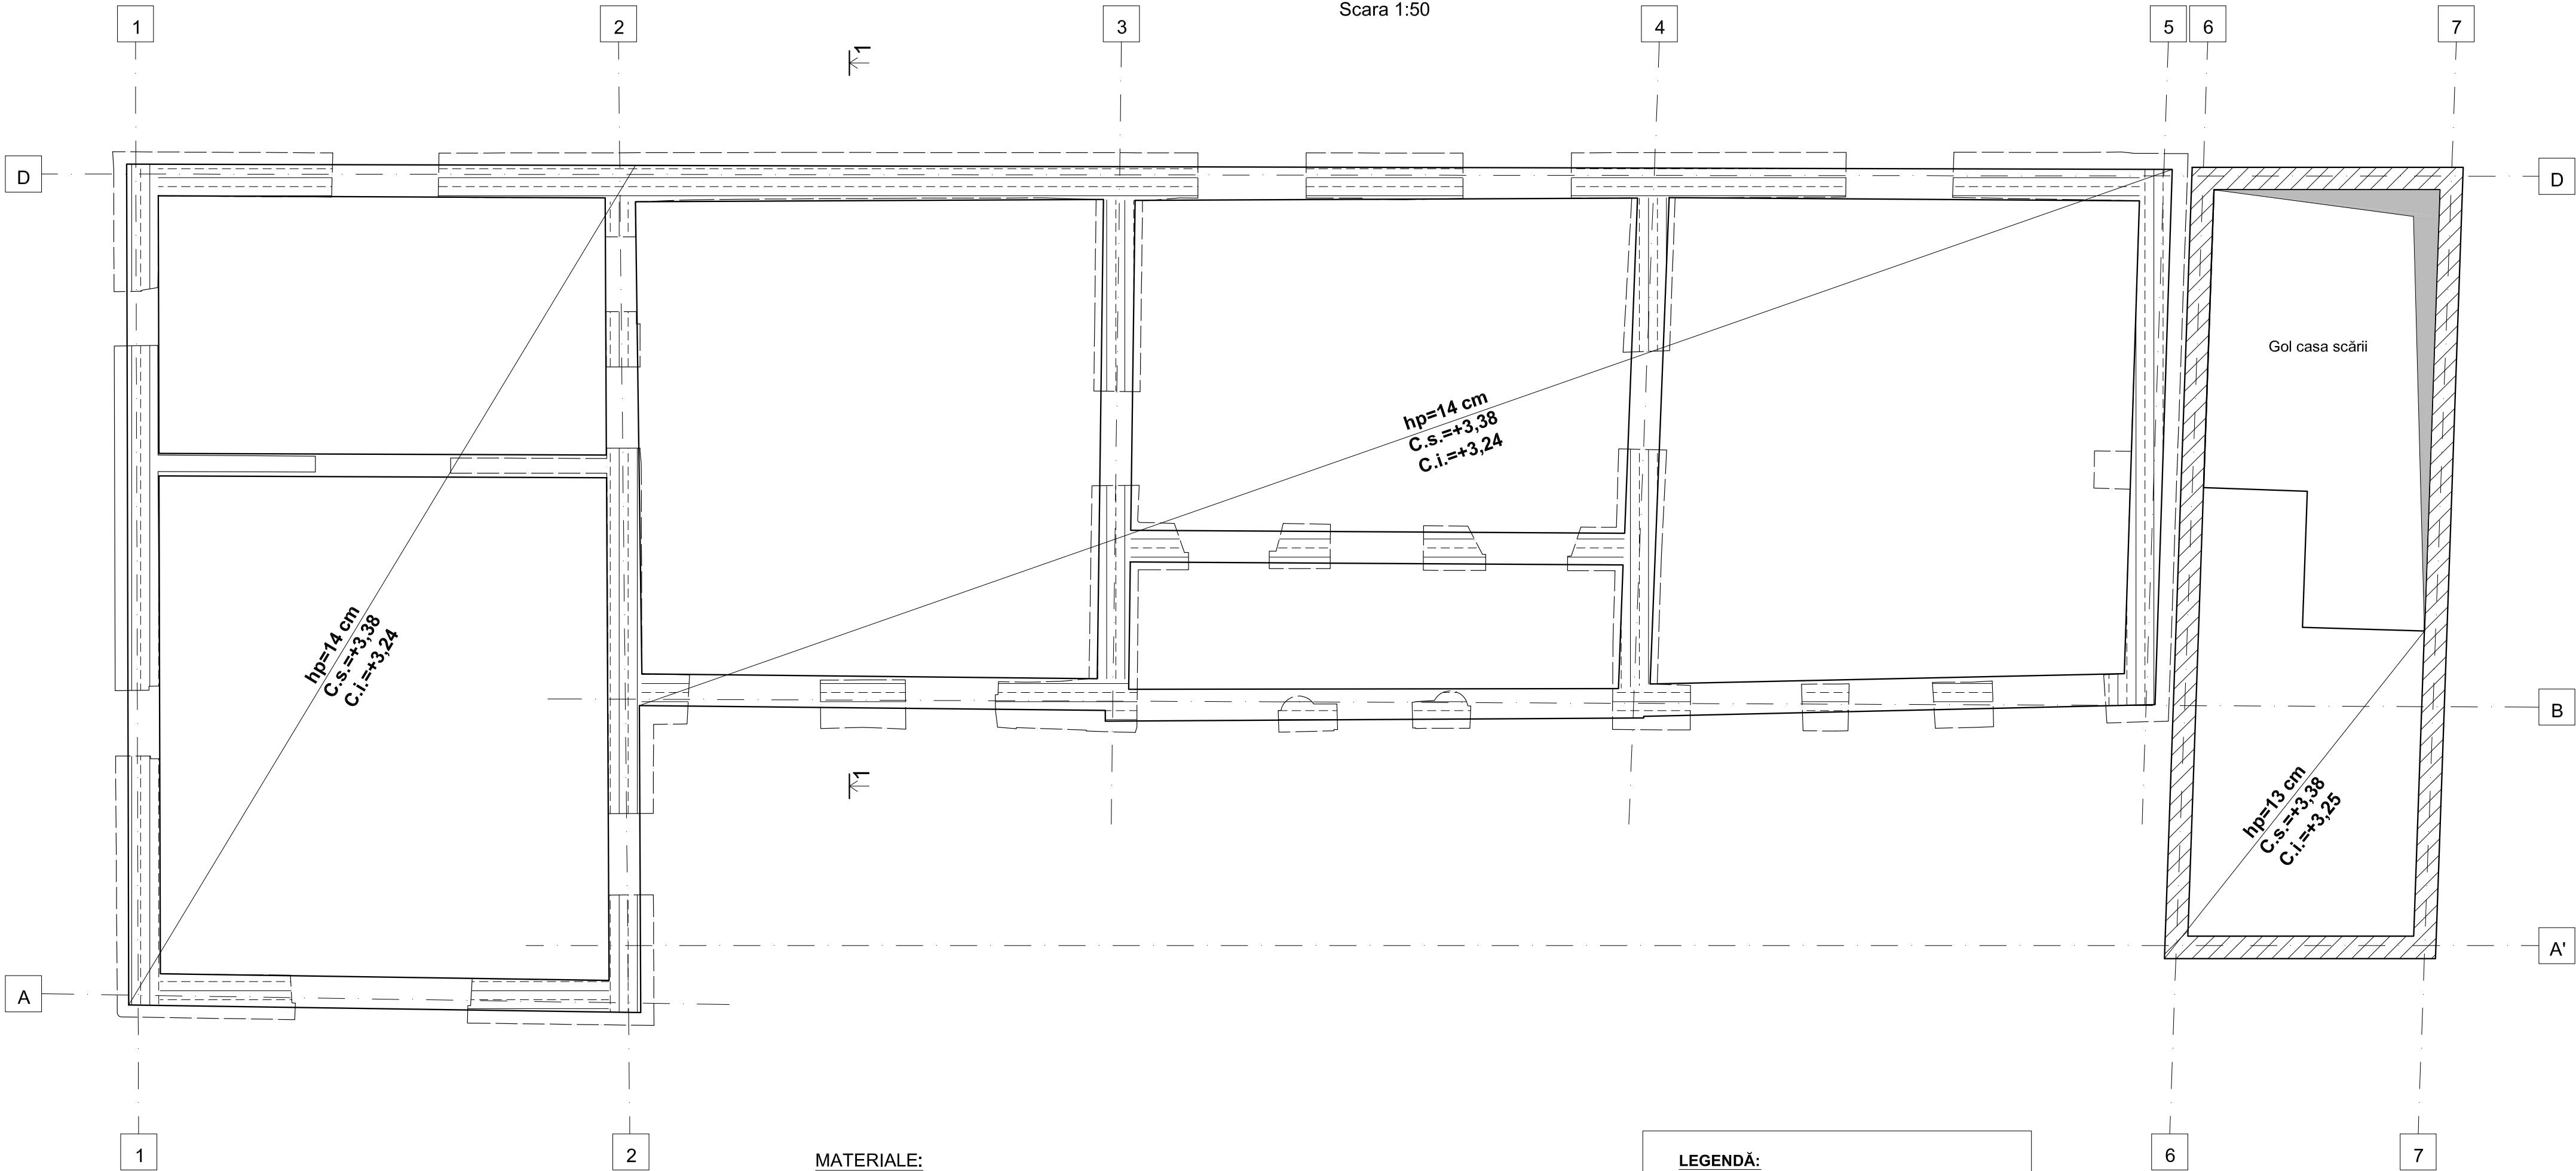 Scara 1:50
1
2
3
4
5
6
7
1
D
D
Gol casa scării
hp=14 cm
C.s.=+3,38
C.i.=+3,24
hp=14 cm
C.s.=+3,38
C.i.=+3,24
B
1
hp=13 cm
C.s.=+3,38
C.i.=+3,25
A'
A
1
2
6
7
MATERIALE:
LEGENDĂ: